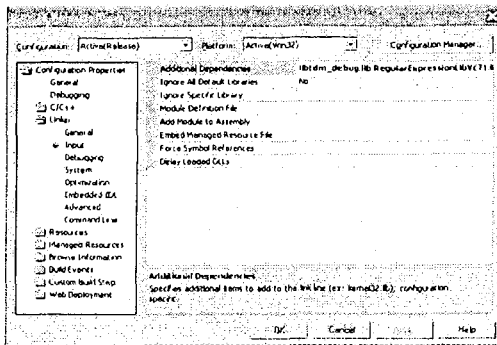 Configuration: Active(Release) Platform: Active(Win32) Configuration Manager...
Configuration Properties
General
Debugging
C/C++
Linker
General
Input
Debugging
System
Optimization
Embedded IDL
Advanced
Command Line
Resources
Managed Resources
Browse Information
Build Events
Custom Build Step
Web Deployment
Additional Dependencies libtdm_debug.lib RegularExpressionLibVC71.li
Ignore All Default Libraries No
Ignore Specific Library
Module Definition File
Add Module to Assembly
Embed Managed Resource File
Force Symbol References
Delay Loaded DLLs
Additional Dependencies
Specifies additional items to add to the link line (ex: kernel32.lib); configuration
specific.
OK Cancel Help